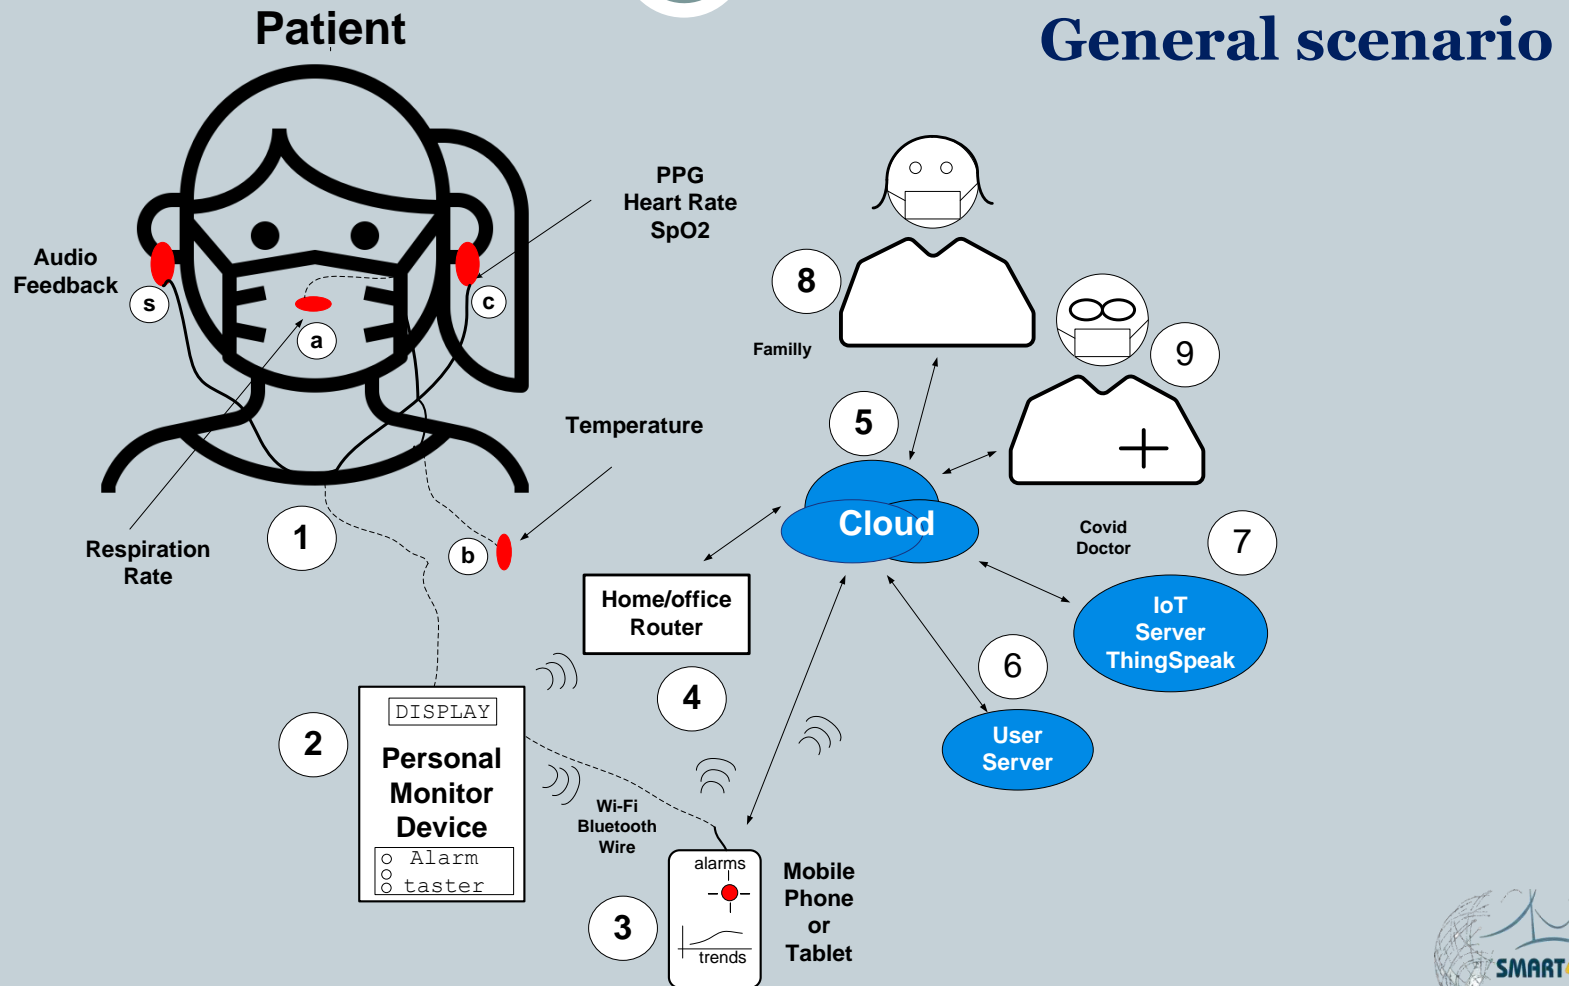 Patient
General scenario
PPG
Heart Rate
SpO2
Audio
Feedback
s
c
a
8
Familly
9
5
Temperature
Cloud
1
Respiration
Rate
b
Covid
Doctor
7
Home/office
Router
IoT
Server
ThingSpeak
4
6
2
DISPLAY
Personal
Monitor
Device
Alarm
taster
User
Server
Wi-Fi
Bluetooth
Wire
3
alarms
trends
Mobile
Phone
or
Tablet
SMART